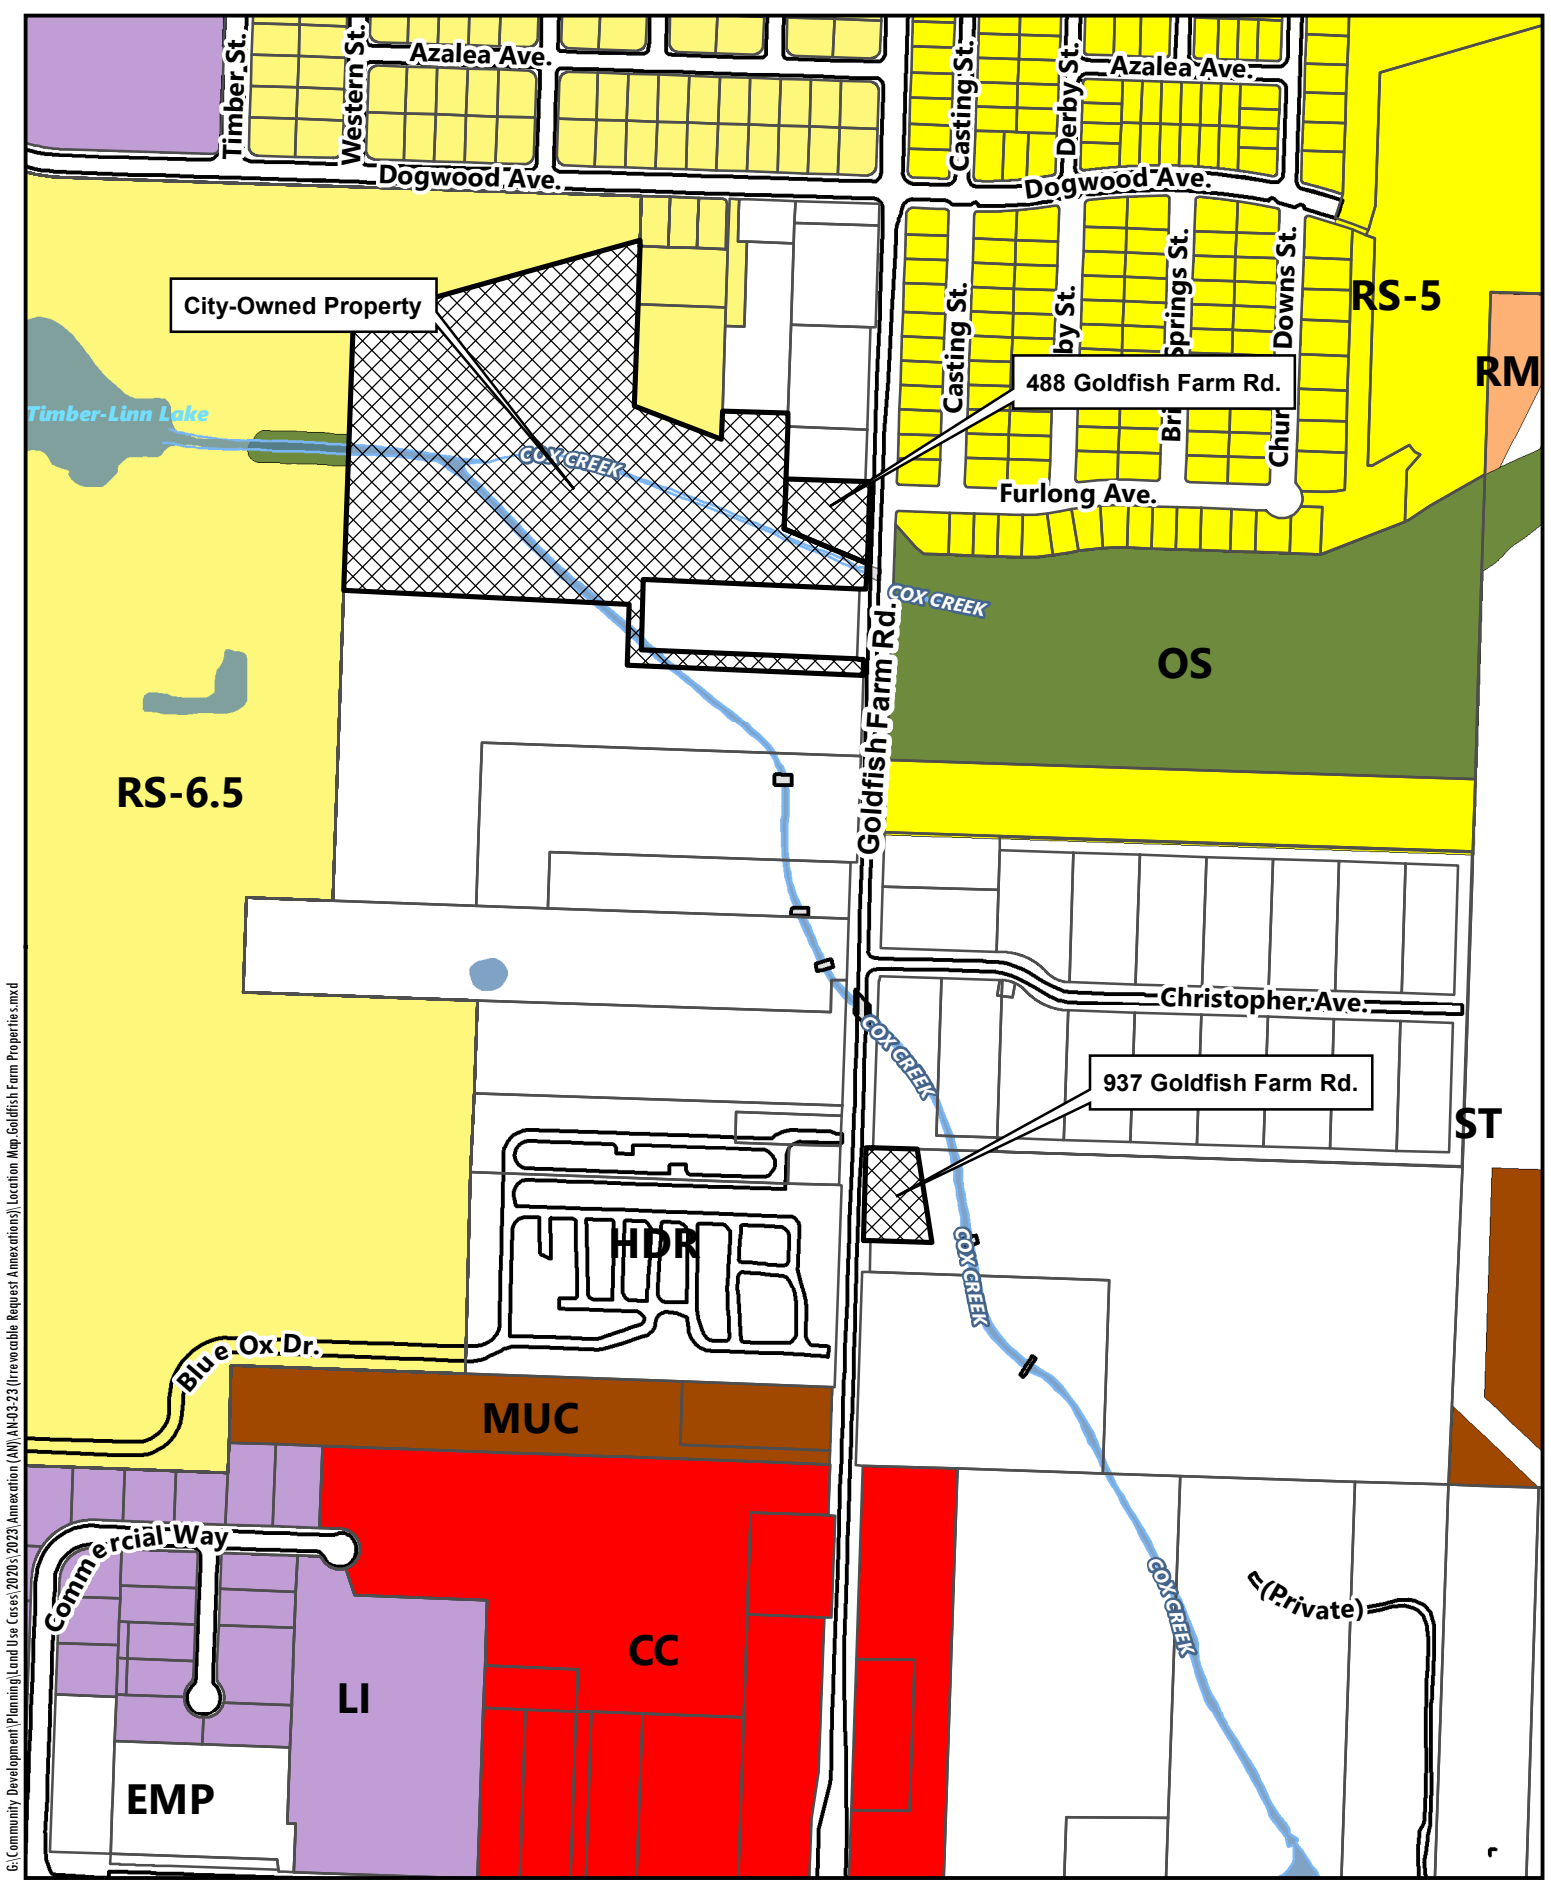 Timber St.
Western St.
Azalea Ave.
Casting St.
Derby St.
Azalea Ave.
Dogwood Ave.
Dogwood Ave.
City-Owned Property
RS-5
RM
Casting St.
by St.
Bri
Springs St.
Chur
Downs St.
488 Goldfish Farm Rd.
Timber-Linn Lake
COX CREEK
Furlong Ave.
COX CREEK
OS
Goldfish Farm Rd.
RS-6.5
Christopher Ave.
COX CREEK
937 Goldfish Farm Rd.
ST
HDR
COX CREEK
Blue Ox Dr.
MUC
Commercial Way
COX CREEK
(Private)
CC
LI
EMP
G:\Community Development\Planning\Land Use Cases\2020s\2023\Annexation (AN)\AN-03-23 (Irrevocable Request Annexations)\Location Map.Goldfish Farm Properties.mxd